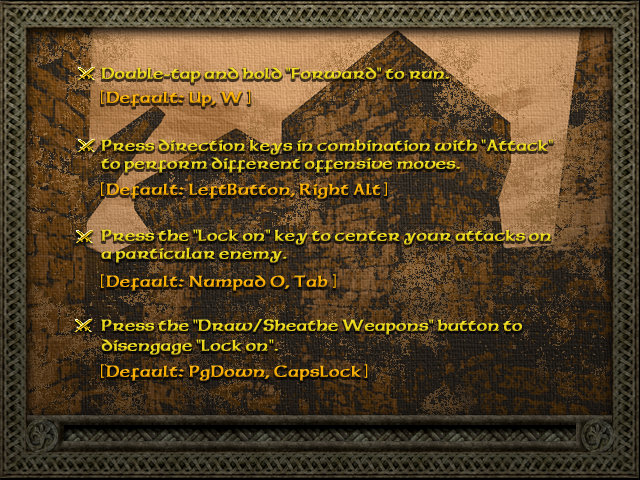 Double-tap and hold "Forward" to run.
[Default: Up, W ]
Press direction keys in combination with "Attack"
to perform different offensive moves.
[Default: LeftButton, Right Alt ]
Press the "Lock on" key to center your attacks on
a particular enemy.
[Default: Numpad 0, Tab ]
Press the "Draw/Sheathe Weapons" button to
disengage "Lock on".
[Default: PgDown, CapsLock]